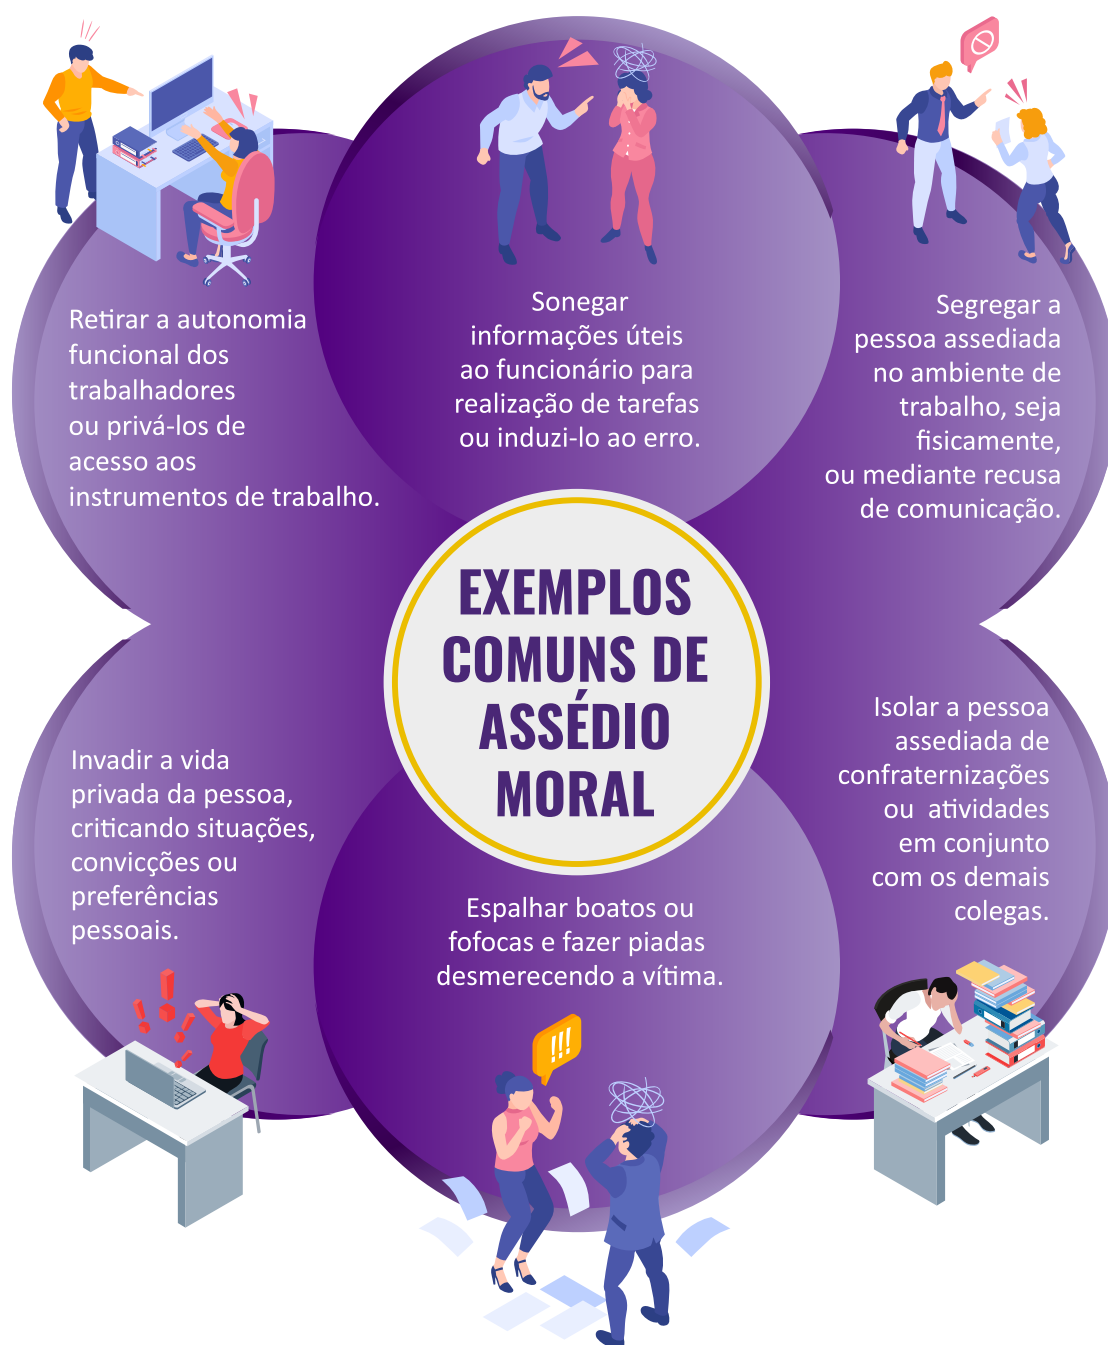 Retirar a autonomia
funcional dos
trabalhadores
ou privá-los de
acesso aos
instrumentos de trabalho.
Sonegar
informações úteis
ao funcionário para
realização de tarefas
ou induzi-lo ao erro.
Segregar a
pessoa assediada
no ambiente de
trabalho, seja
fisicamente,
ou mediante recusa
de comunicação.
EXEMPLOS
COMUNS DE
ASSÉDIO
MORAL
Invadir a vida
privada da pessoa,
criticando situações,
convicções ou
preferências
pessoais.
Espalhar boatos ou
fofocas e fazer piadas
desmerecendo a vítima.
!!!
Isolar a pessoa
assediada de
confraternizações
ou atividades
em conjunto
com os demais
colegas.